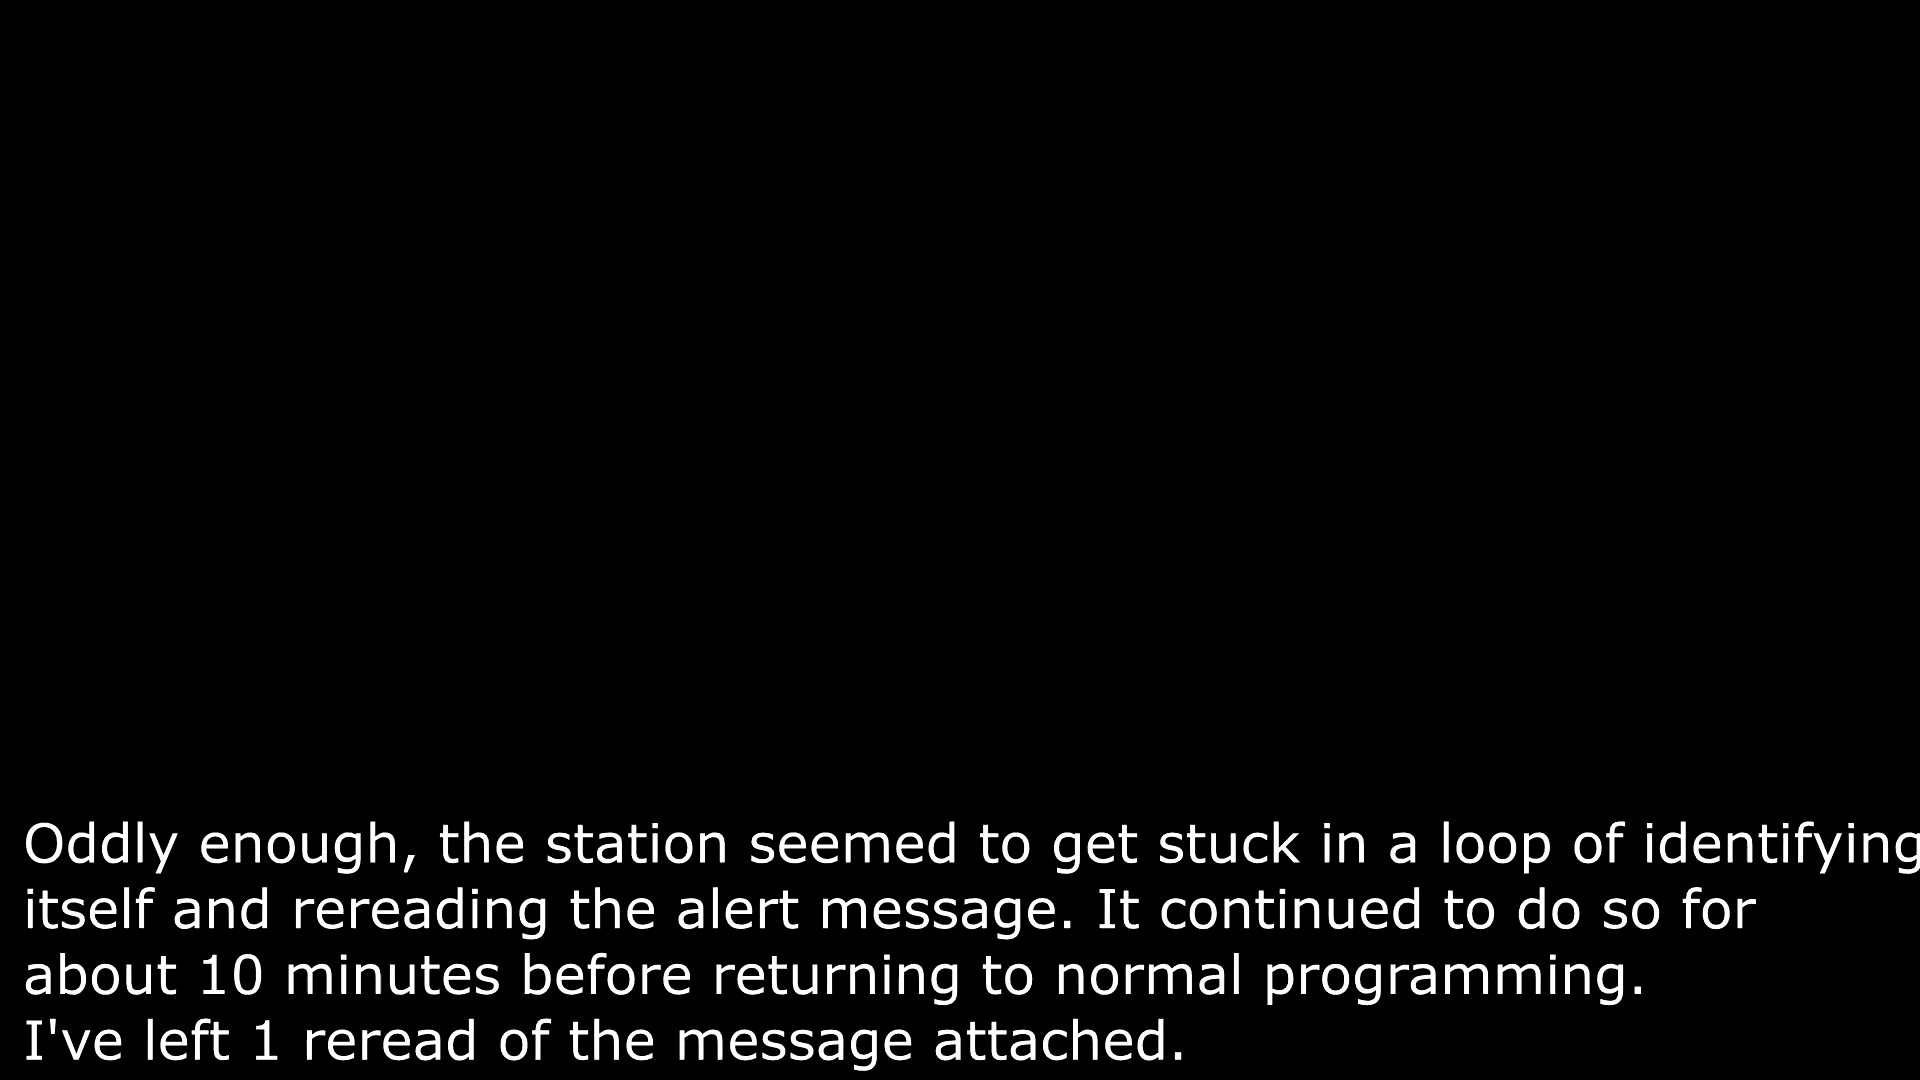 Oddly enough, the station seemed to get stuck in a loop of identifying
itself and rereading the alert message. It continued to do so for
about 10 minutes before returning to normal programming.
I've left 1 reread of the message attached.